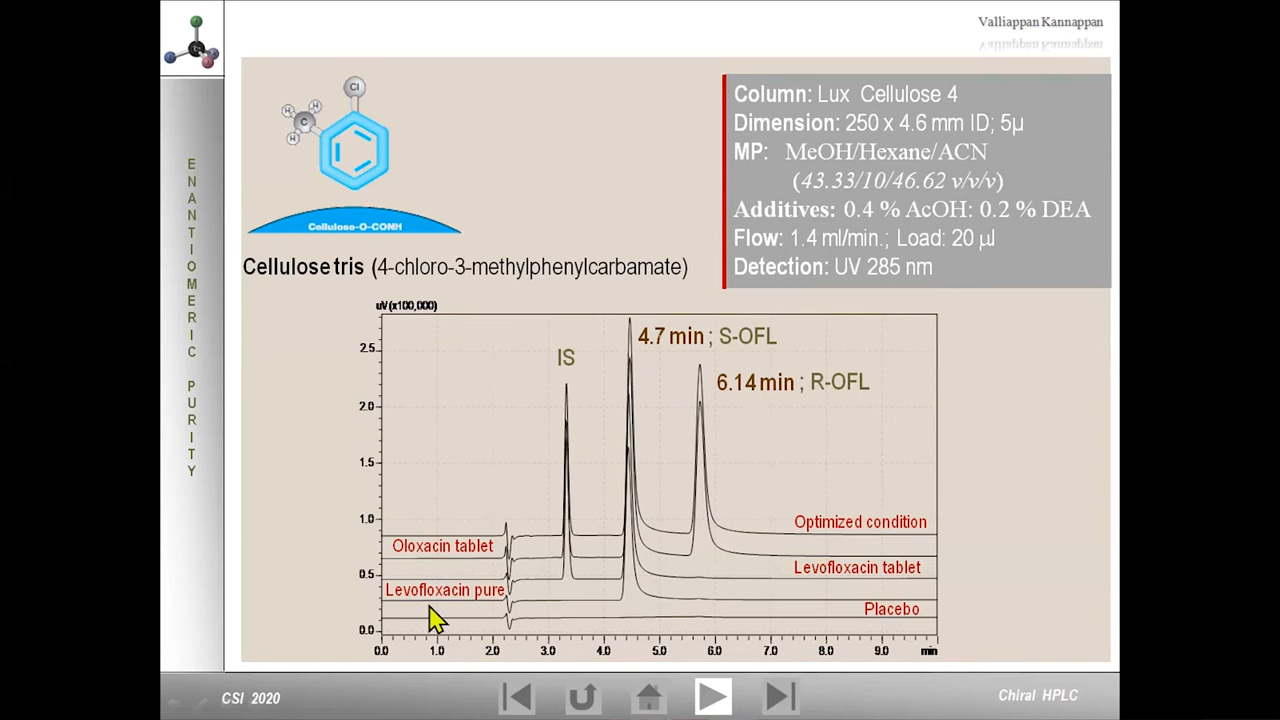 Valliappan Kannappan
ENANTIOMERIC PURITY
Cl
H
H
C
H
Cellulose-O-CONH
Cellulose tris (4-chloro-3-methylphenylcarbamate)
Column: Lux Cellulose 4
Dimension: 250 x 4.6 mm ID; 5µ
MP: MeOH/Hexane/ACN
(43.33/10/46.62 v/v/v)
Additives: 0.4 % AcOH: 0.2 % DEA
Flow: 1.4 ml/min.; Load: 20 µl
Detection: UV 285 nm
uV(x100,000)
2.5
2.0
1.5
1.0
0.5
0.0
IS
4.7 min ; S-OFL
6.14 min ; R-OFL
Optimized condition
Oloxacin tablet
Levofloxacin tablet
Levofloxacin pure
Placebo
0.0 1.0 2.0 3.0 4.0 5.0 6.0 7.0 8.0 9.0 min
CSI 2020
Chiral HPLC